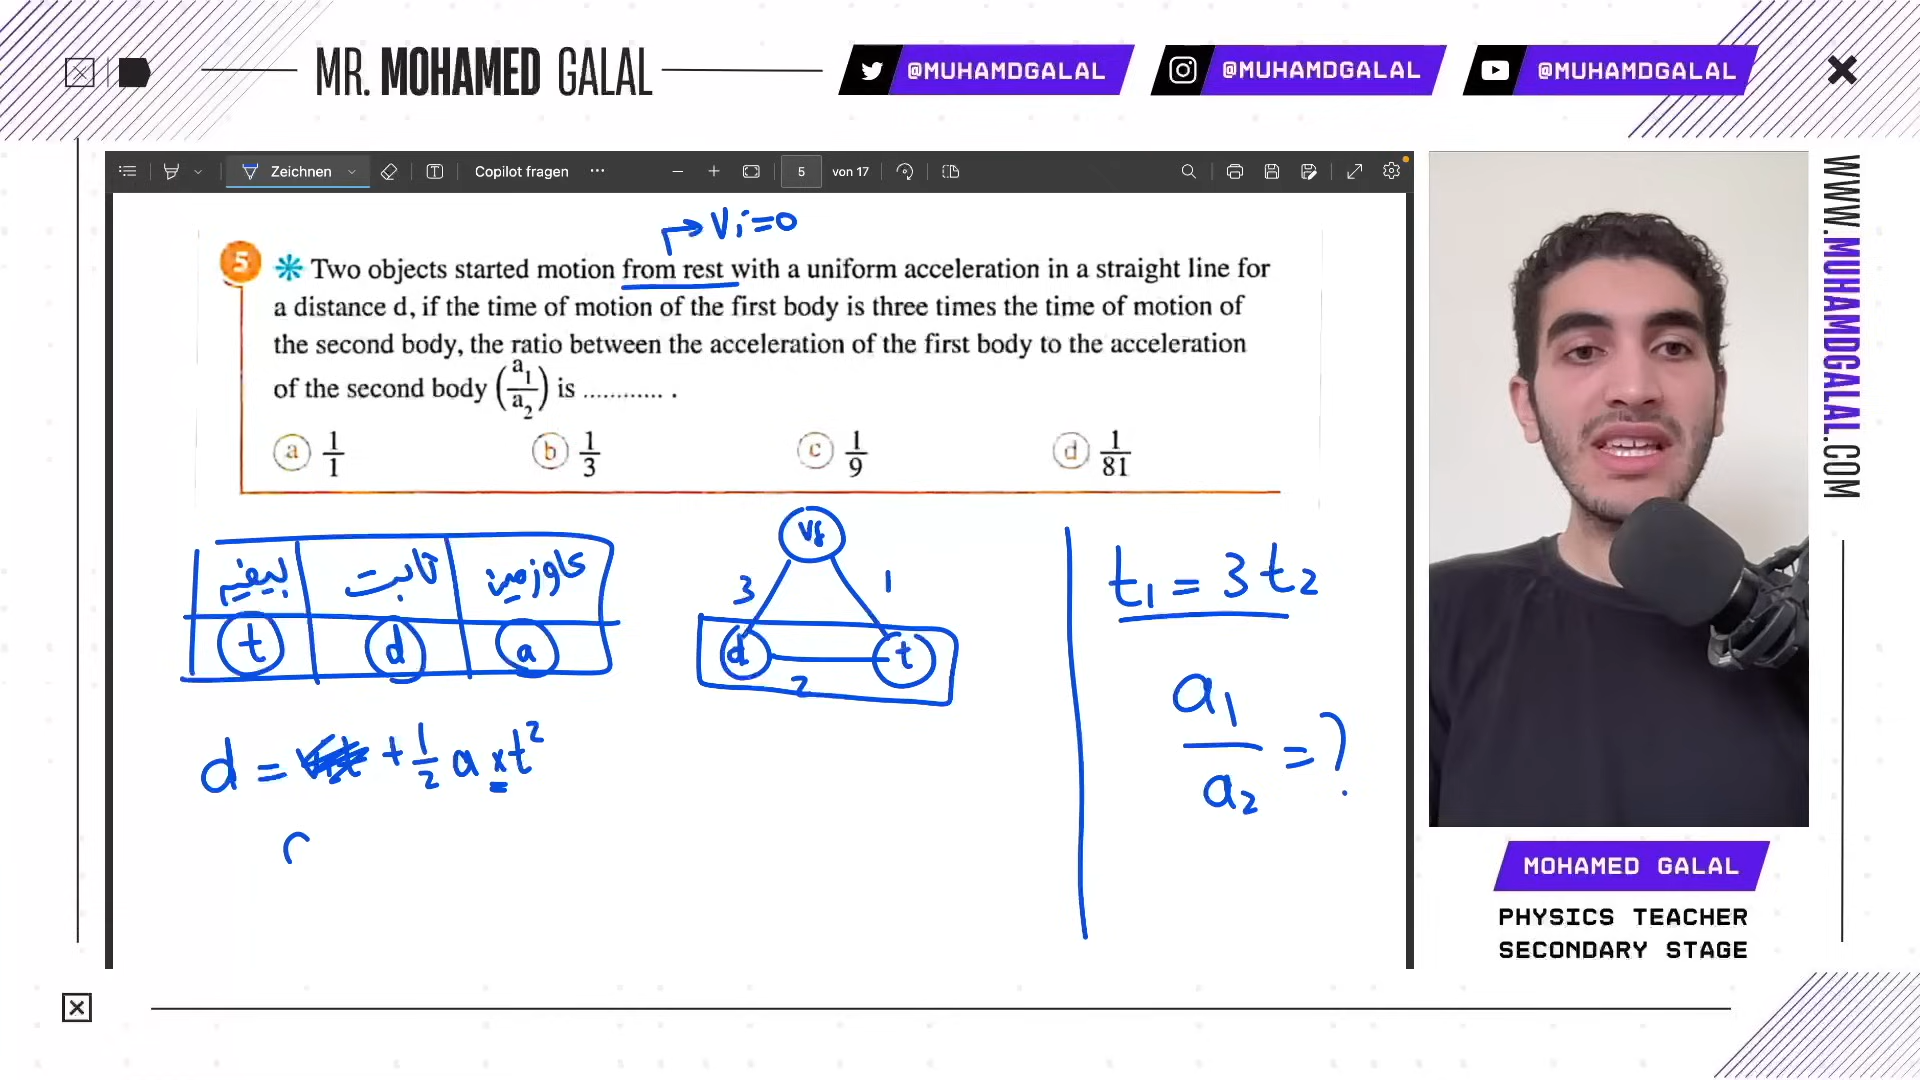 MR. MOHAMED GALAL
@MUHAMDGALAL
@MUHAMDGALAL
@MUHAMDGALAL
WWW.MUHAMDGALAL.COM
Zeichnen
Copilot fragen
5
von 17
Vi=0
5
Two objects started motion from rest with a uniform acceleration in a straight line for
a distance d, if the time of motion of the first body is three times the time of motion of
the second body, the ratio between the acceleration of the first body to the acceleration
of the second body (a1/a2) is ............ .
a 1/1 b 1/3 c 1/9 d 1/81
بيتغير ثابت عاوزمين
t d a
Vf
3 1
d t
2
t1 = 3t2
a1/a2 = ?
d = + 1/2 a x t²
MOHAMED GALAL
PHYSICS TEACHER
SECONDARY STAGE